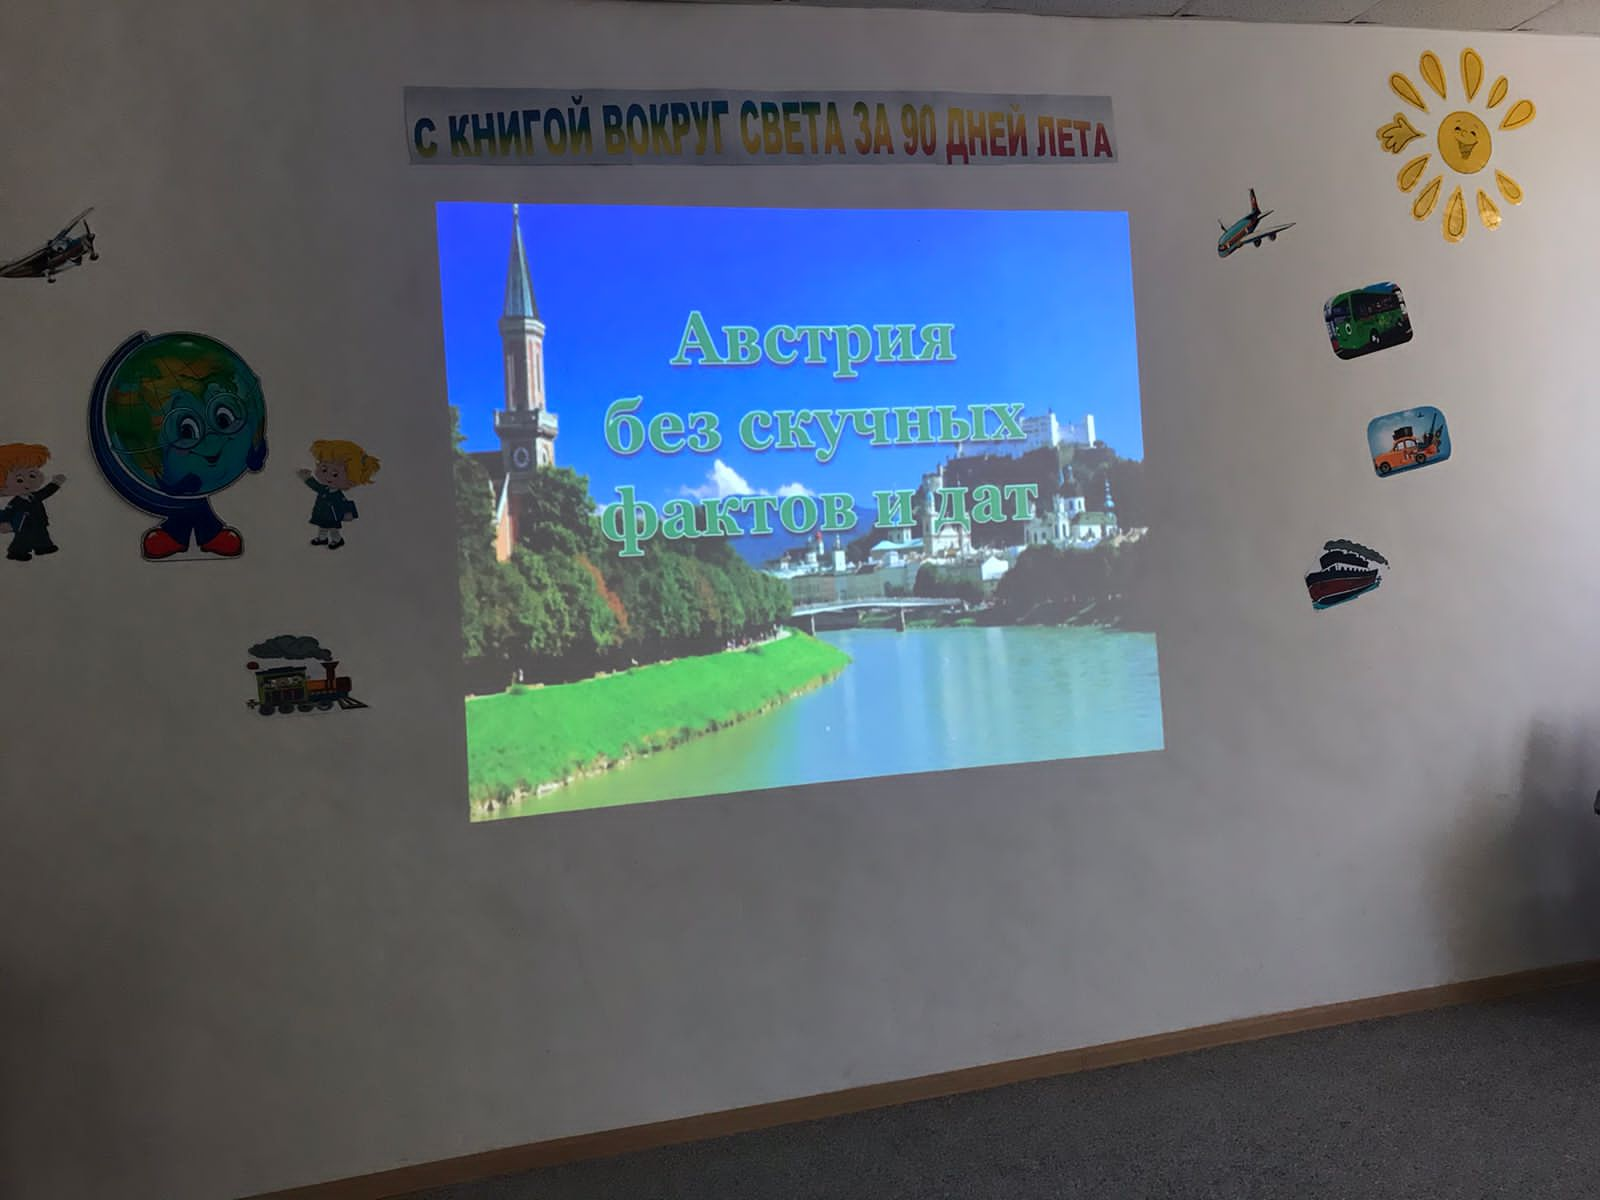 С КНИГОЙ ВОКРУГ СВЕТА ЗА 90 ДНЕЙ ЛЕТА
Австрия
без скучных
фактов и дат